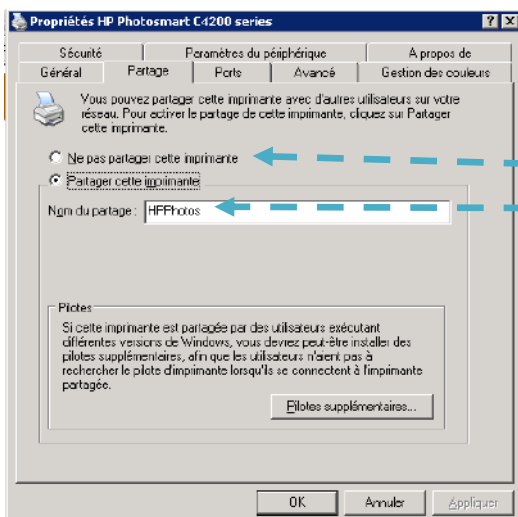 Propriétés HP Photosmart C4200 series
Sécurité Paramètres du périphérique A propos de
Général Partage Ports Avancé Gestion des couleurs
Vous pouvez partager cette imprimante avec d'autres utilisateurs sur votre
réseau. Pour activer le partage de cette imprimante, cliquez sur Partager
cette imprimante.
Ne pas partager cette imprimante
Partager cette imprimante
Nom du partage : HPPhotos
Pilotes
Si cette imprimante est partagée par des utilisateurs exécutant
différentes versions de Windows, vous devrez peut-être installer des
pilotes supplémentaires, afin que les utilisateurs n'aient pas à
rechercher le pilote d'imprimante lorsqu'ils se connectent à l'imprimante
partagée.
Pilotes supplémentaires...
OK Annuler Appliquer